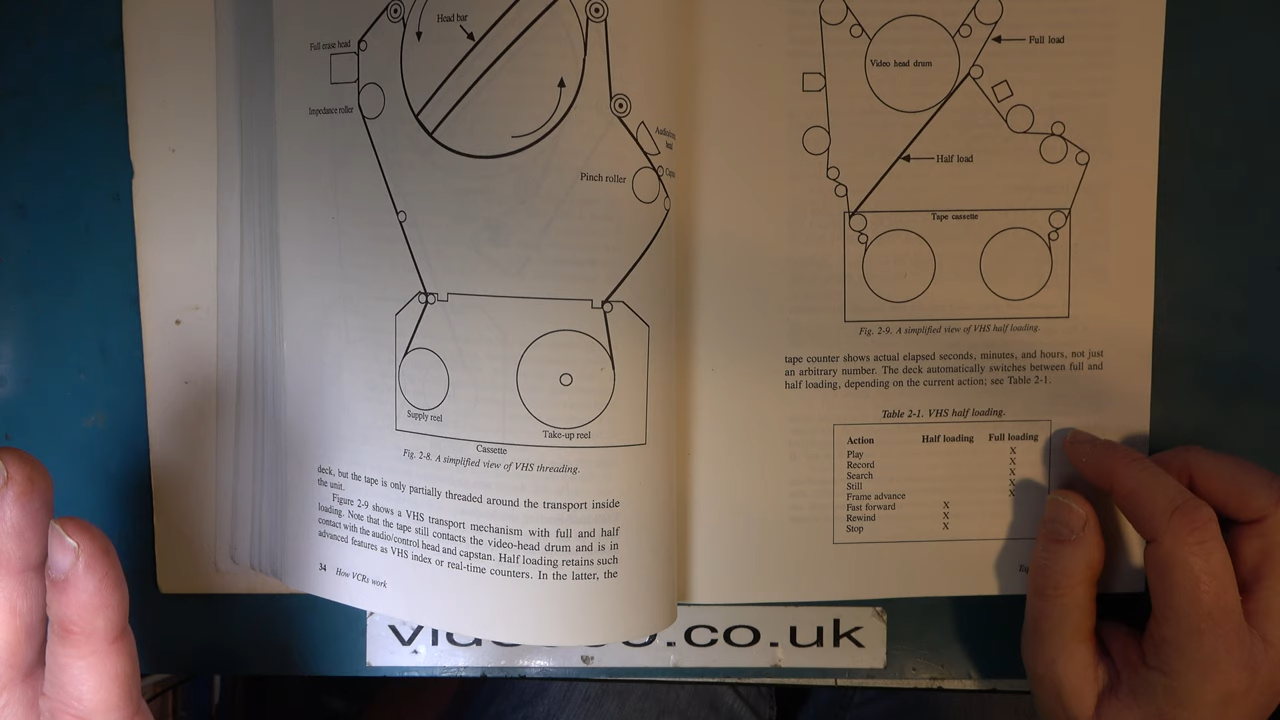 Head bar
Full erase head
Impedance roller
Audio/control
head
Pinch roller
Supply reel
Take-up reel
Cassette
Fig. 2-8. A simplified view of VHS threading.
deck, but the tape is only partially threaded around the transport inside
the unit.
Figure 2-9 shows a VHS transport mechanism with full and half
loading. Note that the tape still contacts the video-head drum and is in
contact with the audio/control head and capstan. Half loading retains such
advanced features as VHS index or real-time counters. In the latter, the
34 How VCRs work
Full load
Video head drum
Half load
Tape cassette
Fig. 2-9. A simplified view of VHS half loading.
tape counter shows actual elapsed seconds, minutes, and hours, not just
an arbitrary number. The deck automatically switches between full and
half loading, depending on the current action; see Table 2-1.
Table 2-1. VHS half loading.
Action Half loading Full loading
Play X
Record X
Search X
Still X
Frame advance X
Fast forward X
Rewind X
Stop X
.co.uk